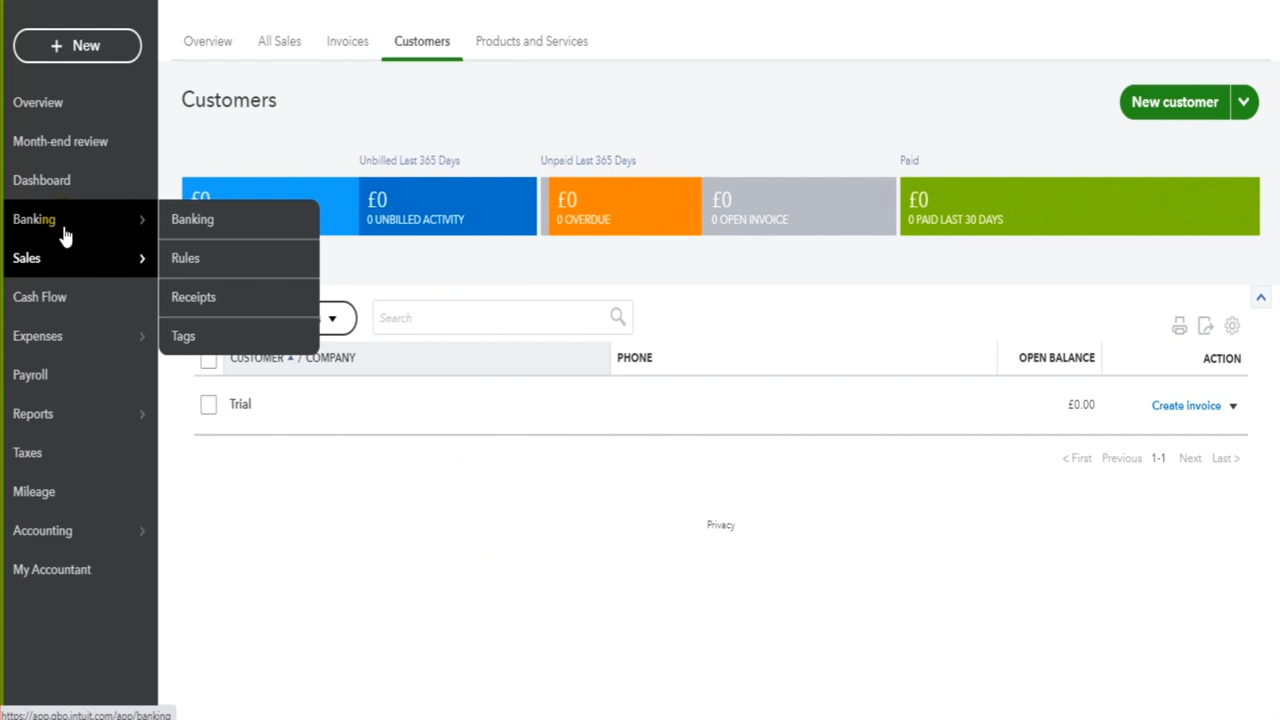 + New
Overview
Month-end review
Dashboard
Banking
Sales
Cash Flow
Expenses
Payroll
Reports
Taxes
Mileage
Accounting
My Accountant
Banking
Rules
Receipts
Tags
Overview All Sales Invoices Customers Products and Services
Customers
New customer
Unbilled Last 365 Days Unpaid Last 365 Days Paid
£0 £0 £0 £0 £0
0 UNBILLED ACTIVITY 0 OVERDUE 0 OPEN INVOICE 0 PAID LAST 30 DAYS
Search
CUSTOMER ▲ / COMPANY PHONE OPEN BALANCE ACTION
Trial £0.00 Create invoice ▼
< First Previous 1-1 Next Last >
Privacy
https://app.qbo.intuit.com/app/banking